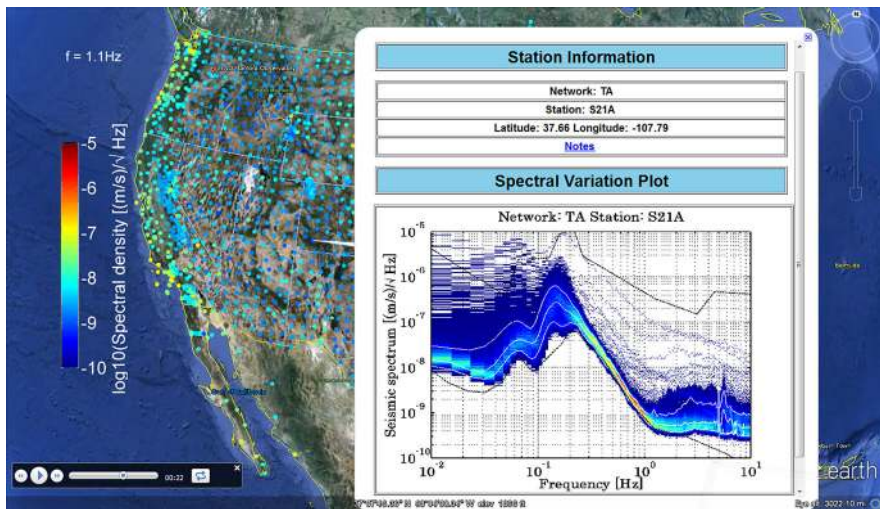 f = 1.1Hz
-5
-6
-7
-8
-9
-10
log10(Spectral density [(m/s)/√ Hz]
Station Information
Network: TA
Station: S21A
Latitude: 37.66 Longitude: -107.79
Notes
Spectral Variation Plot
Network: TA Station: S21A
10-5
10-6
10-7
10-8
10-9
10-10
Seismic spectrum [(m/s)/√ Hz]
10-2
10-1
100
101
Frequency [Hz]
00:22
earth